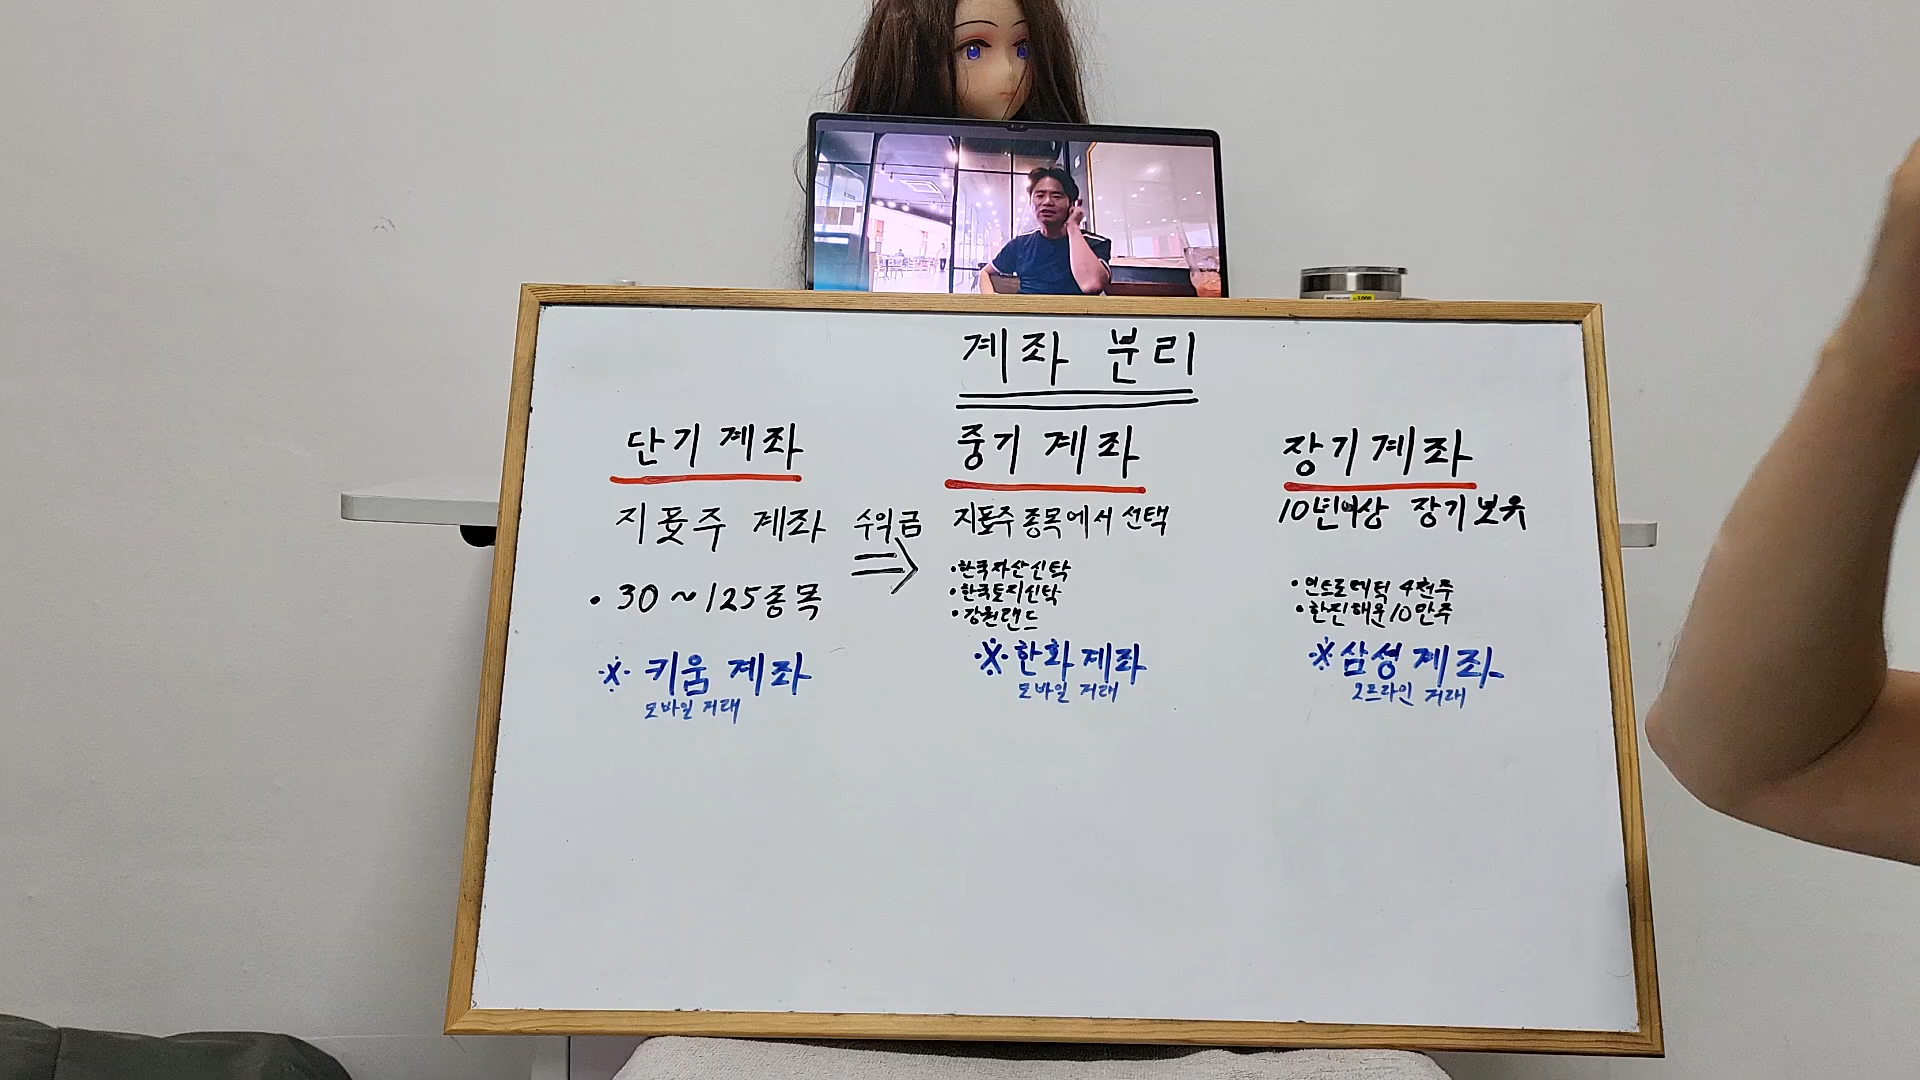 계좌 분리
단기 계좌
지표주 계좌
• 30 ~ 125종목
※ 키움 계좌
모바일 거래
수익금
⇒
중기 계좌
지표주 종목에서 선택
• 한국자산신탁
• 한국토지신탁
• 강원랜드
※ 한화 계좌
모바일 거래
장기 계좌
10년이상 장기 보유
• 인트로메딕 4천주
• 한진해운 10만주
※ 삼성 계좌
오프라인 거래